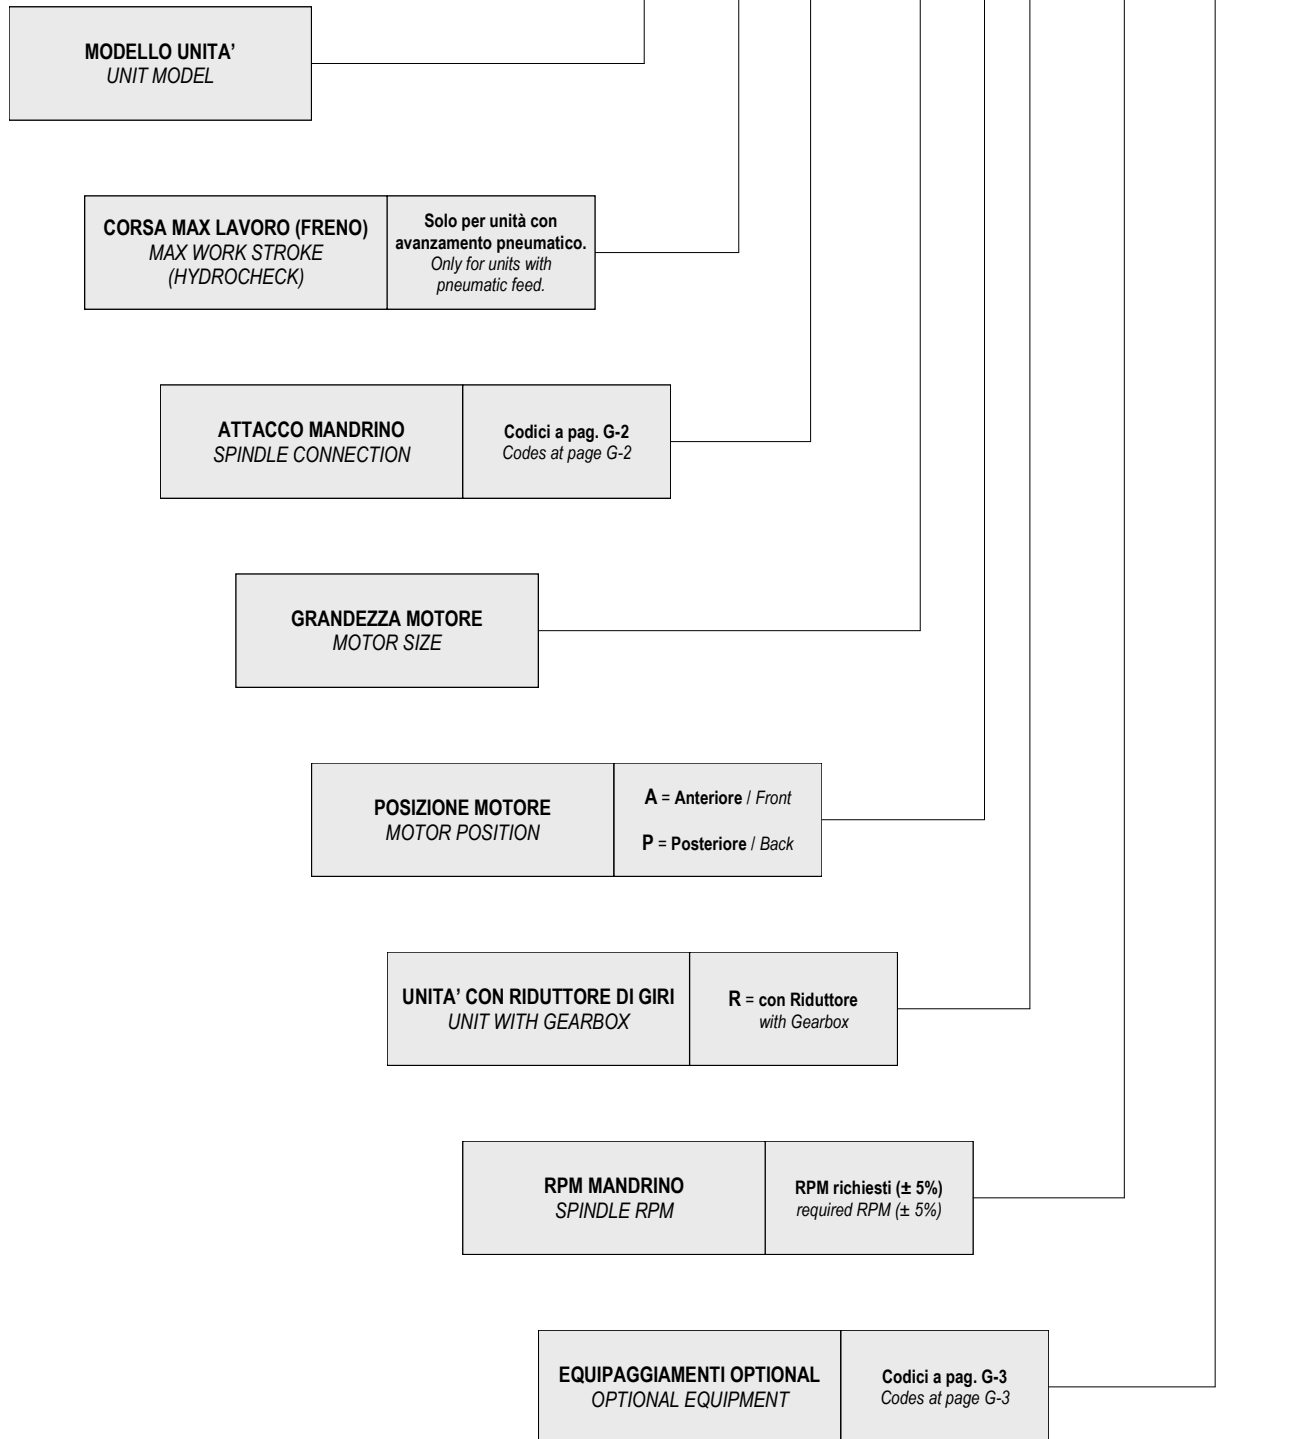 MODELLO UNITA'
UNIT MODEL
CORSA MAX LAVORO (FRENO)
MAX WORK STROKE
(HYDROCHECK)
Solo per unità con
avanzamento pneumatico.
Only for units with
pneumatic feed.
ATTACCO MANDRINO
SPINDLE CONNECTION
Codici a pag. G-2
Codes at page G-2
GRANDEZZA MOTORE
MOTOR SIZE
POSIZIONE MOTORE
MOTOR POSITION
A = Anteriore / Front
P = Posteriore / Back
UNITA' CON RIDUTTORE DI GIRI
UNIT WITH GEARBOX
R = con Riduttore
with Gearbox
RPM MANDRINO
SPINDLE RPM
RPM richiesti (± 5%)
required RPM (± 5%)
EQUIPAGGIAMENTI OPTIONAL
OPTIONAL EQUIPMENT
Codici a pag. G-3
Codes at page G-3